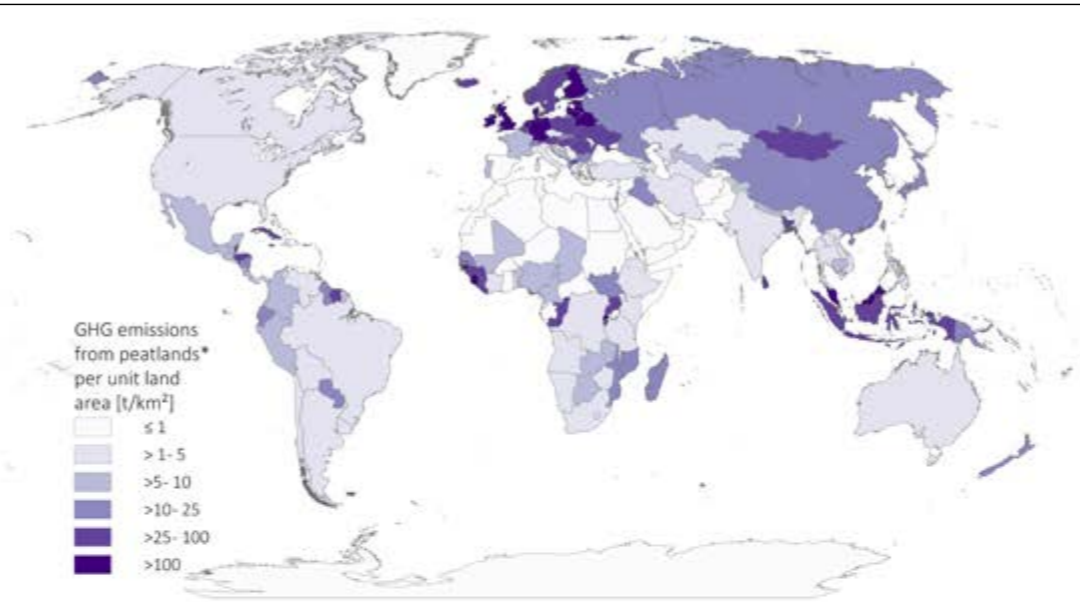 GHG emissions
from peatlands*
per unit land
area [t/km²]
≤ 1
> 1- 5
>5- 10
>10- 25
>25- 100
>100